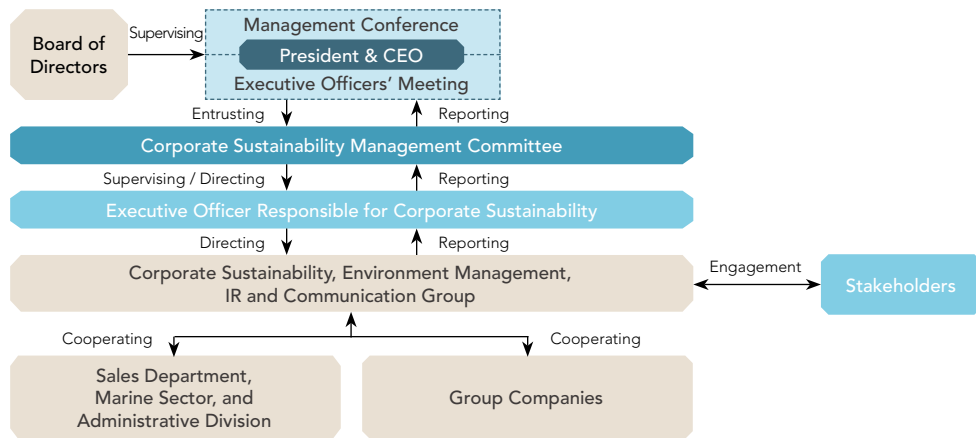 Board of
Directors
Supervising
Management Conference
President & CEO
Executive Officers’ Meeting
Entrusting
Reporting
Corporate Sustainability Management Committee
Supervising / Directing
Reporting
Executive Officer Responsible for Corporate Sustainability
Directing
Reporting
Corporate Sustainability, Environment Management,
IR and Communication Group
Engagement
Stakeholders
Cooperating
Cooperating
Sales Department,
Marine Sector, and
Administrative Division
Group Companies